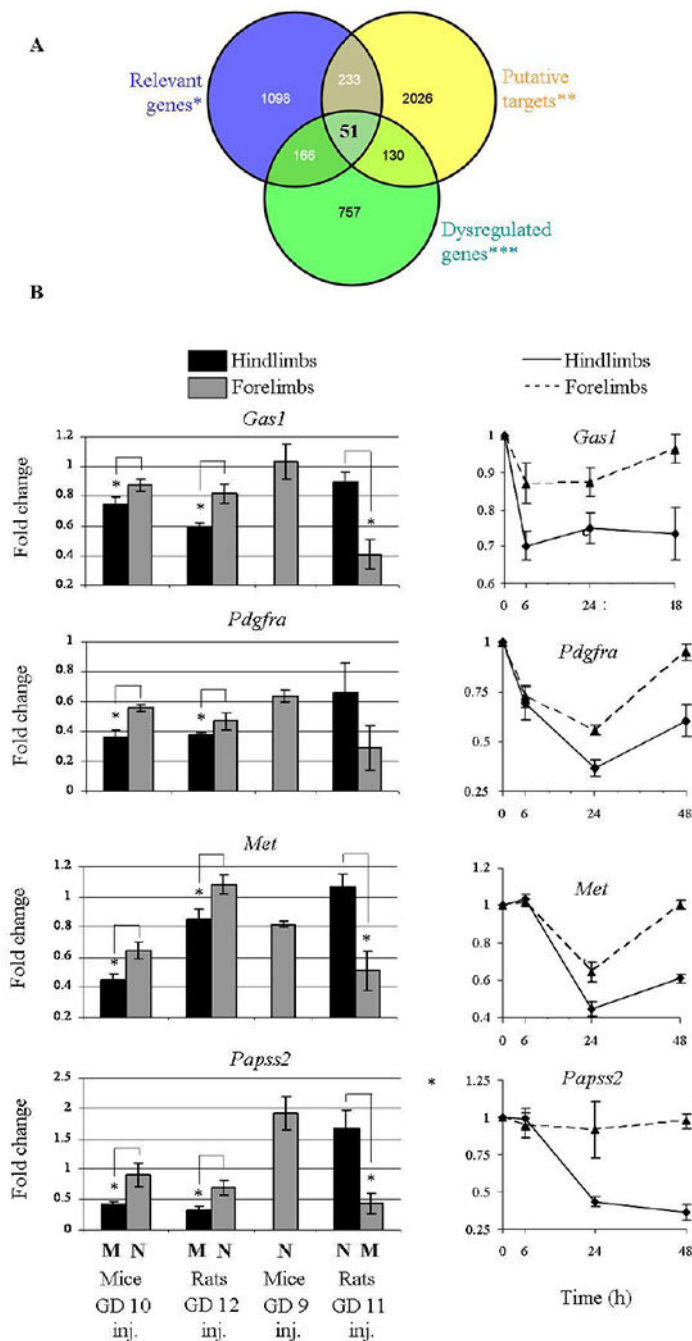 A
Relevant
genes*
1098
233
2026
Putative
targets**
51
166
130
757
Dysregulated
genes***
B
Hindlimbs
Forelimbs
Hindlimbs
Forelimbs
Gas1
Fold change
1.2
1
0.8
0.6
0.4
0.2
*
*
*
Gas1
1
0.9
0.8
0.7
0.6
0 6 24 : 48
Pdgfra
Fold change
1
0.8
0.6
0.4
0.2
0
*
*
Pdgfra
1
0.75
0.5
0.25
0 6 24 48
Met
Fold change
1.2
1
0.8
0.6
0.4
0.2
*
*
*
Met
1.2
1
0.8
0.6
0.4
0 6 24 48
Papss2
Fold change
2.5
2
1.5
1
0.5
0
*
*
*
M N M N N N M
Mice Rats Mice Rats
GD 10 GD 12 GD 9 GD 11
inj. inj. inj. inj.
*
Papss2
1.25
1
0.75
0.5
0.25
0 6 24 48
Time (h)